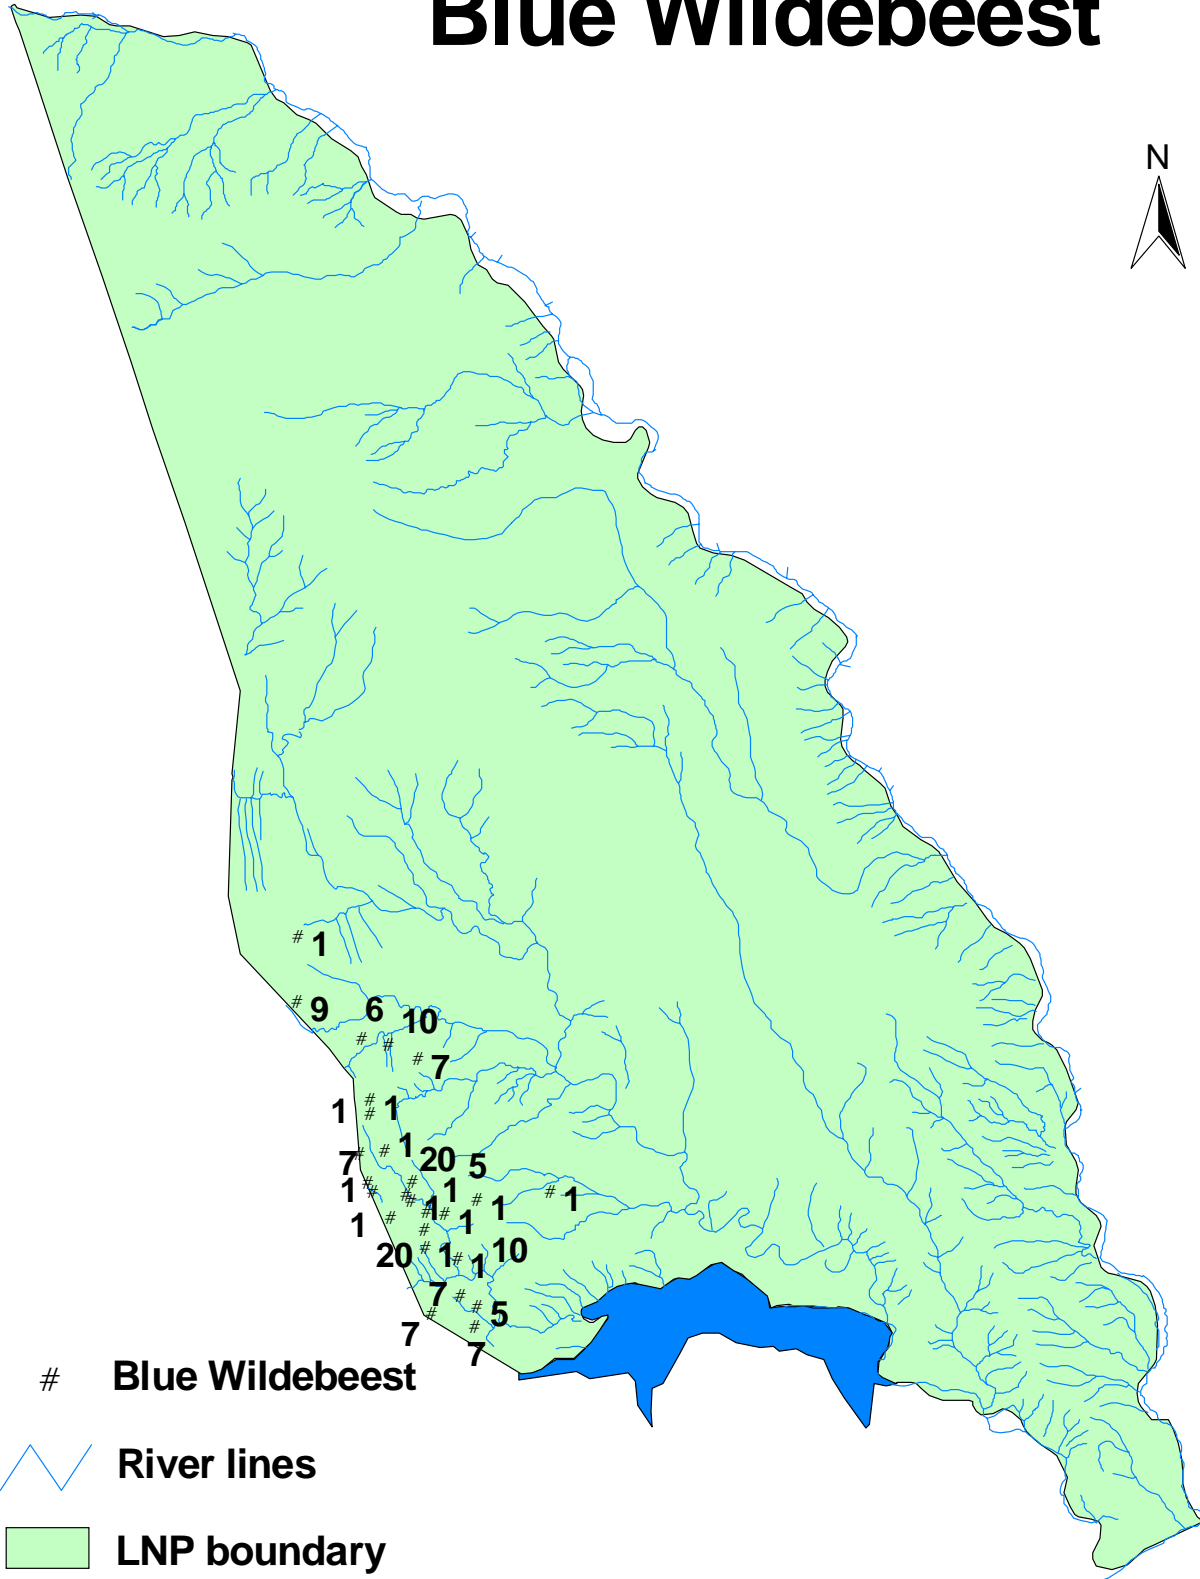 Blue Wildebeest
N
# 1
# 9
6
10
# # # 7
1 # # 1
7 # # 1
20 5
1 # # # # 1 # 1 # 1
1 # # 1 # 1
#
20 # 1 # 1 10
7 #
7 # # 5
# 7
# Blue Wildebeest
River lines
LNP boundary